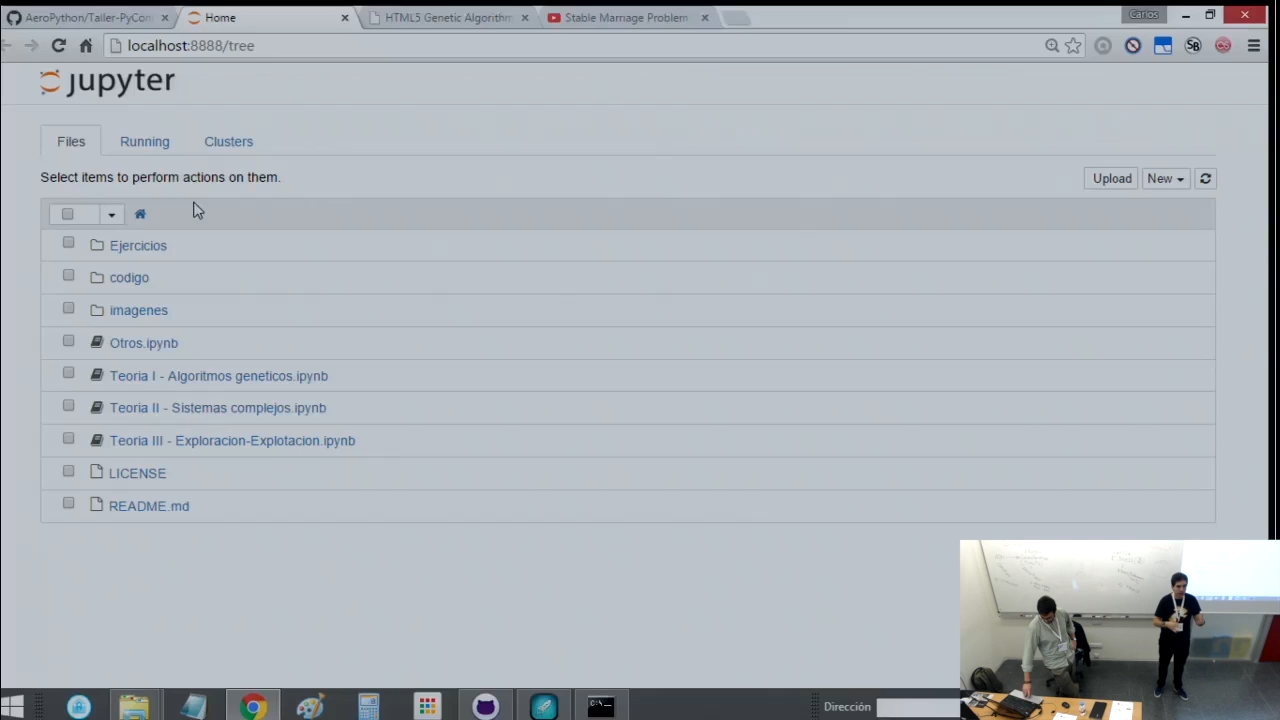 AeroPython/Taller-PyCon
Home
HTML5 Genetic Algorithm
Stable Marriage Problem
Carlos
localhost:8888/tree
jupyter
Files
Running
Clusters
Select items to perform actions on them.
Upload
New
Ejercicios
codigo
imagenes
Otros.ipynb
Teoria I - Algoritmos geneticos.ipynb
Teoria II - Sistemas complejos.ipynb
Teoria III - Exploracion-Explotacion.ipynb
LICENSE
README.md
Dirección